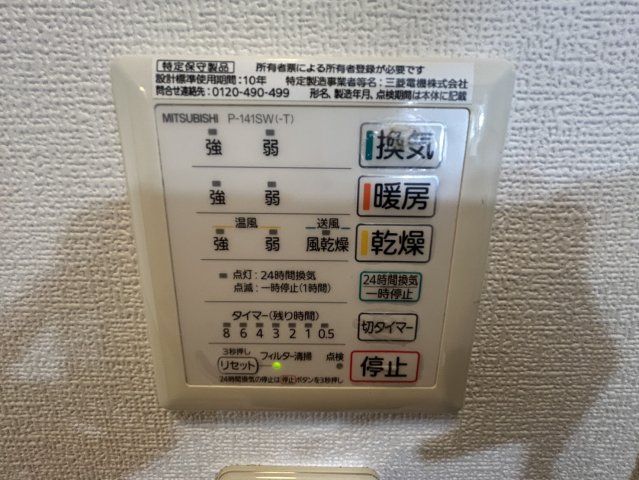 特定保守製品 所有者票による所有者登録が必要です
設計標準使用期間:10年 特定製造事業者等名:三菱電機株式会社
問合せ連絡先:0120-490-499 形名、製造年月、点検期間は本体に記載
MITSUBISHI P-141SW(-T)
強 弱 換気
強 弱 暖房
温風 送風
強 弱 風乾燥 乾燥
点灯:24時間換気
点滅:一時停止(1時間)
24時間換気
一時停止
タイマー(残り時間)
8 6 4 3 2 1 0.5
切タイマー
3秒押し フィルター清掃 点検
リセット
停止
24時間換気の停止は停止ボタンを3秒押し